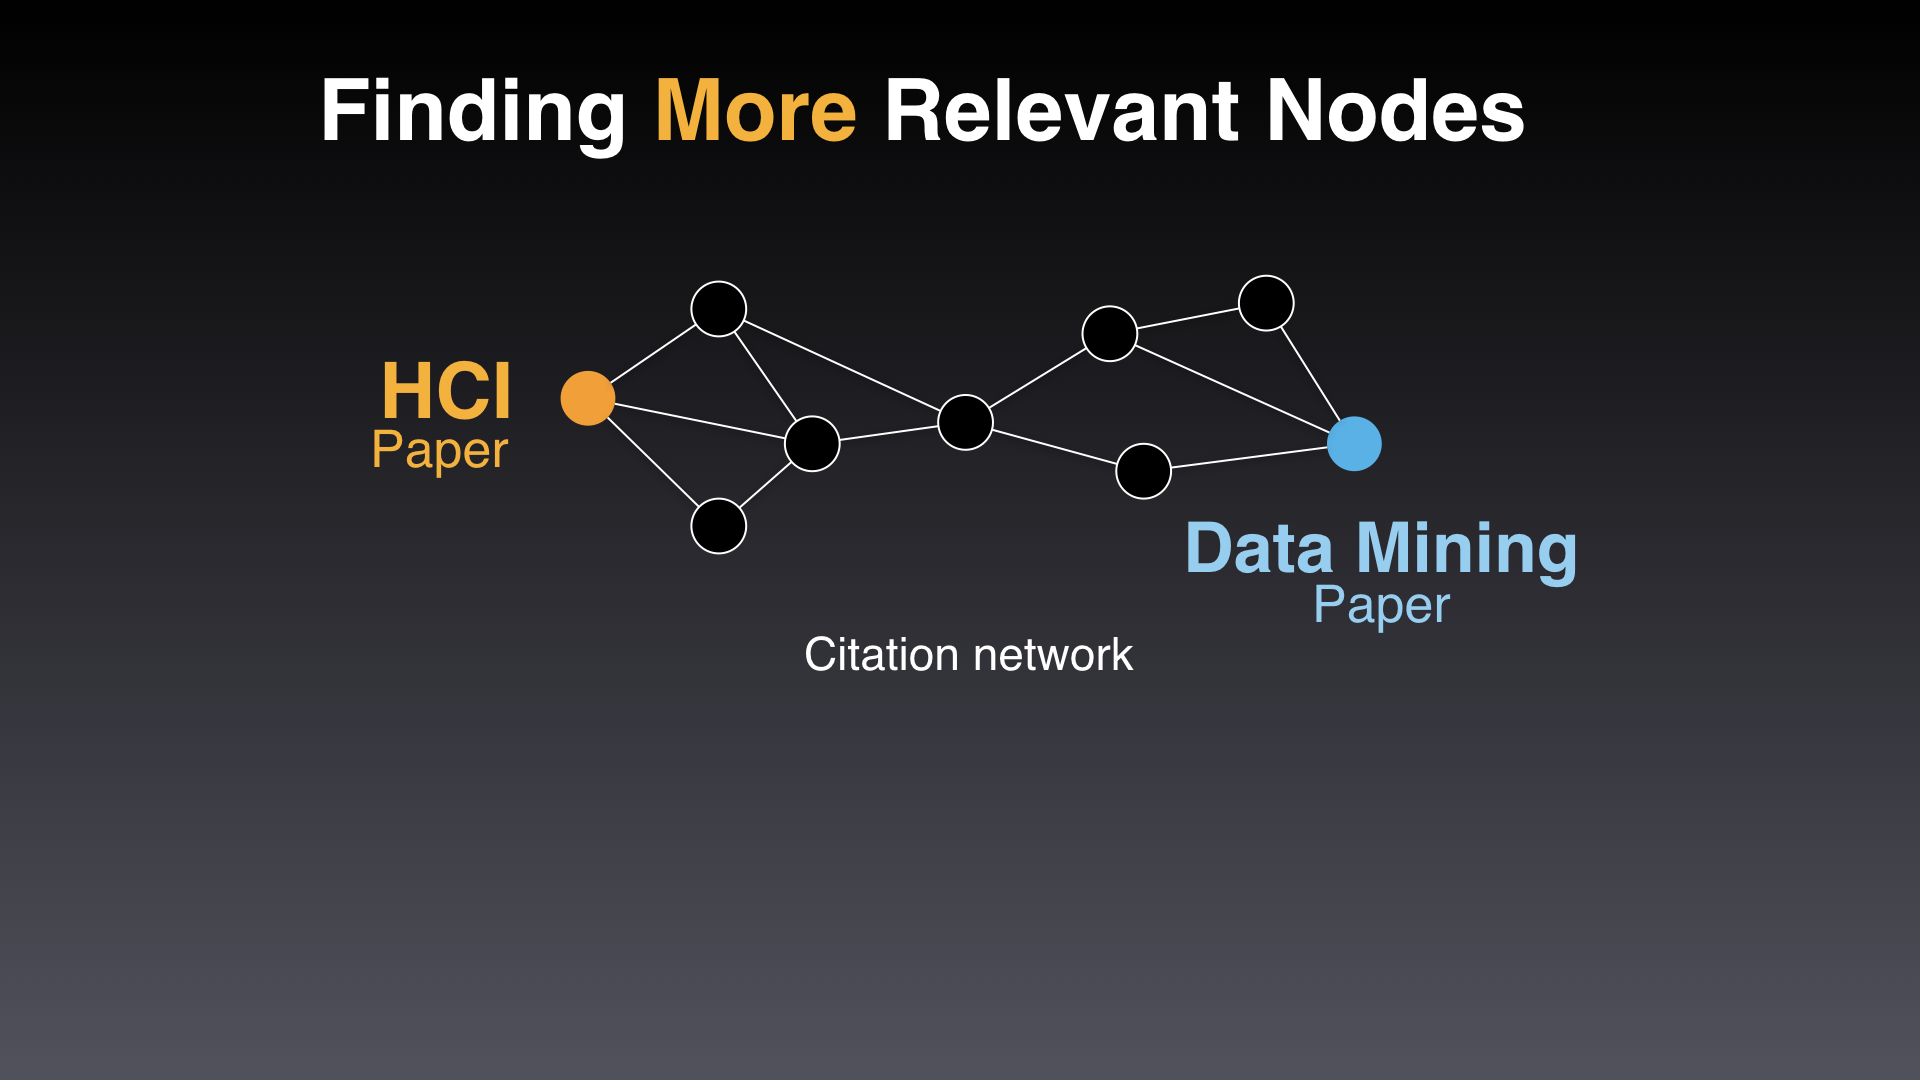 Finding More Relevant Nodes
HCI
Paper
Data Mining
Paper
Citation network